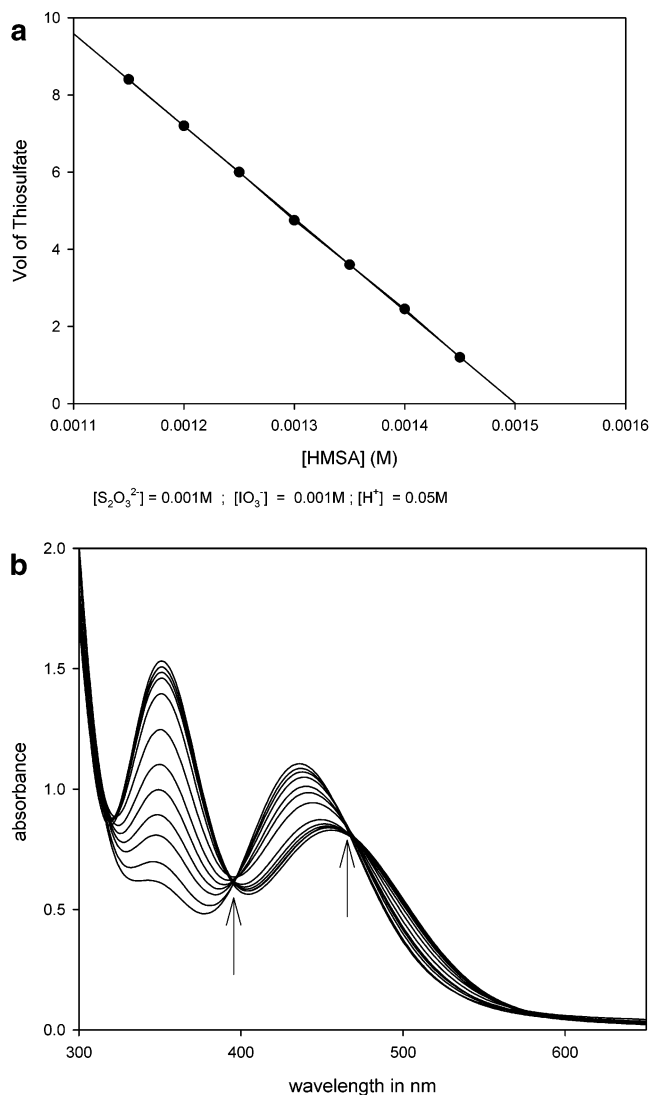 a
10
8
6
4
2
0
Vol of Thiosulfate
0.0011 0.0012 0.0013 0.0014 0.0015 0.0016
[HMSA] (M)
[S₂O₃²⁻] = 0.001M ; [IO₃⁻] = 0.001M ; [H⁺] = 0.05M
b
2.0
1.5
1.0
0.5
0.0
absorbance
300 400 500 600
wavelength in nm